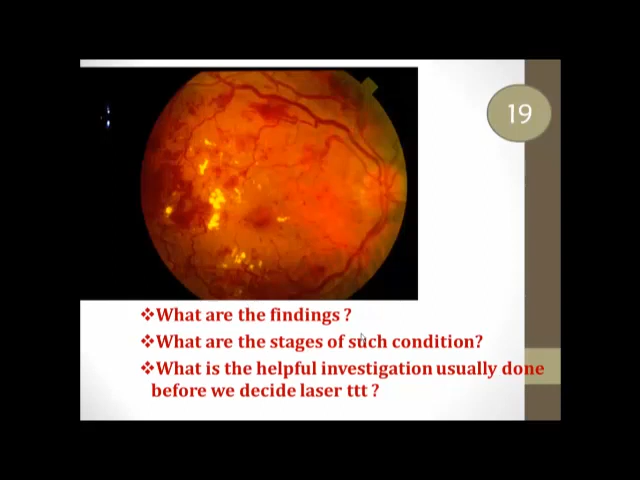 19
❖What are the findings ?
❖What are the stages of such condition?
❖What is the helpful investigation usually done
before we decide laser ttt ?